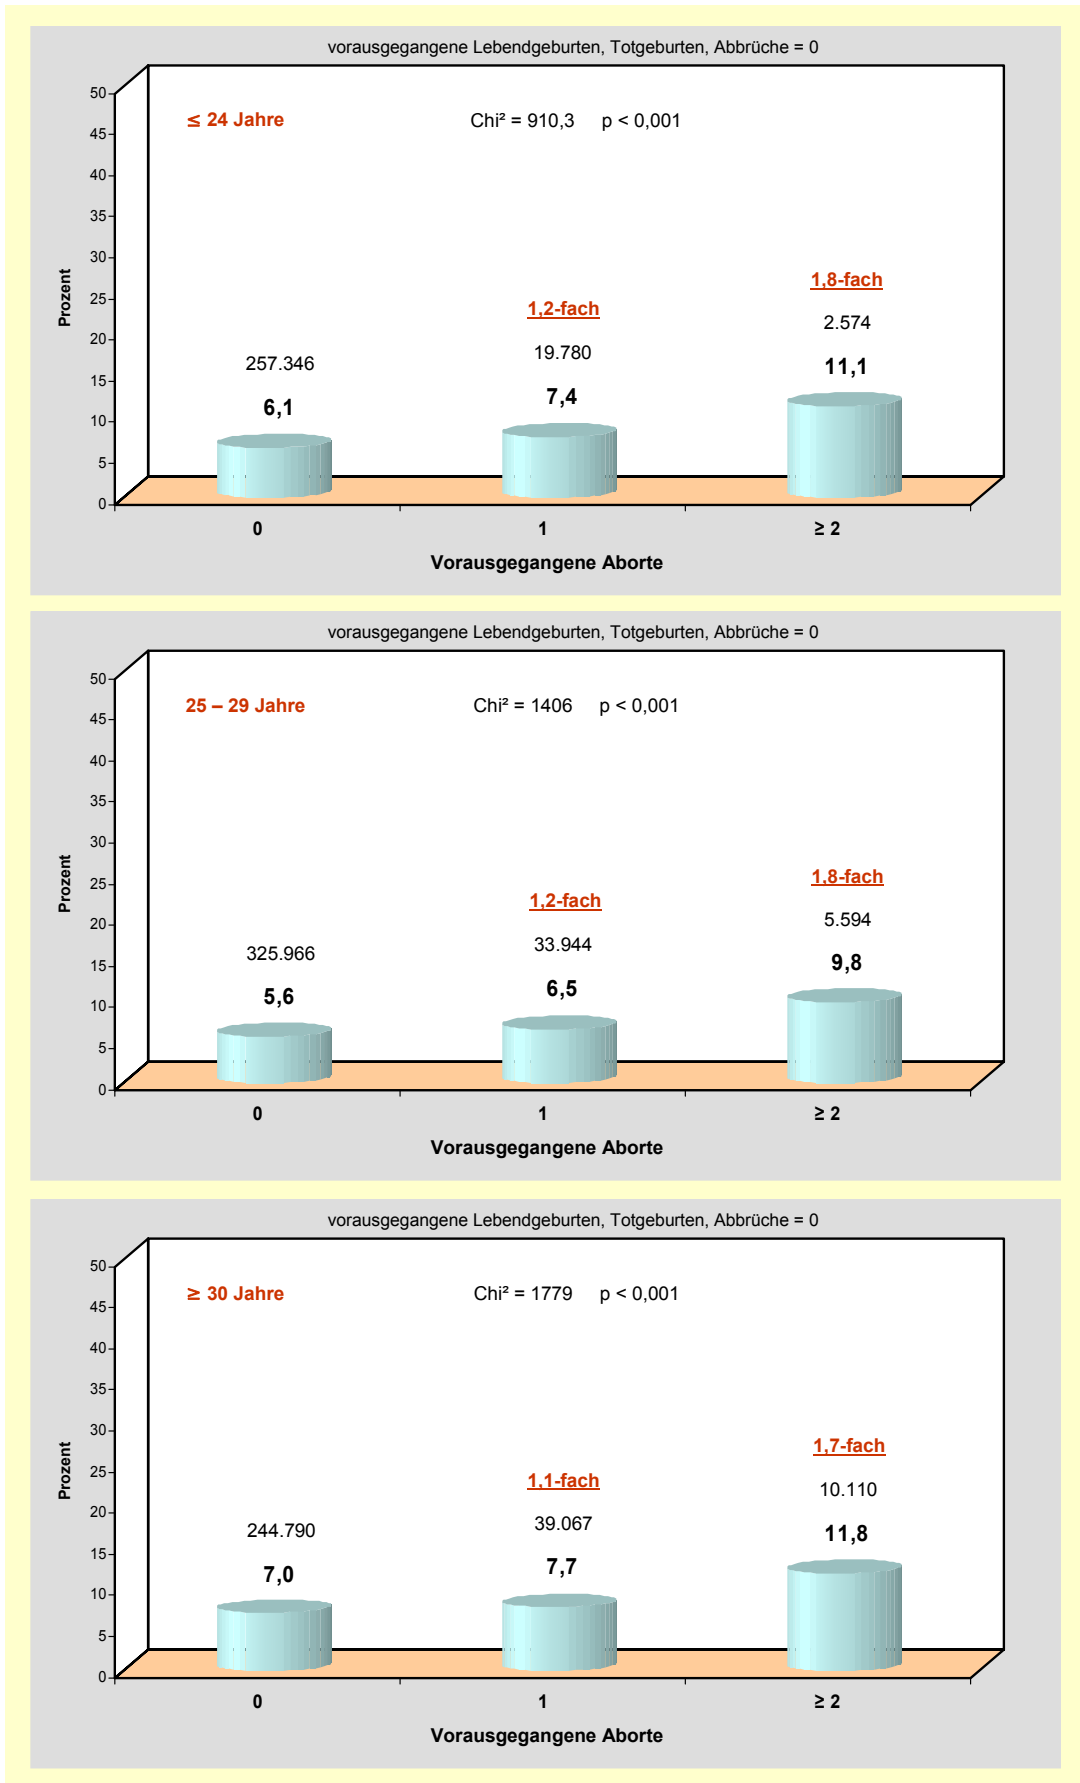 vorausgegangene Lebendgeburten, Totgeburten, Abbrüche = 0
≤ 24 Jahre Chi² = 910,3 p < 0,001
50
45
40
35
30
25
20
15
10
5
0
Prozent
257.346
6,1
1,2-fach
19.780
7,4
1,8-fach
2.574
11,1
0 1 ≥ 2
Vorausgegangene Aborte
vorausgegangene Lebendgeburten, Totgeburten, Abbrüche = 0
25 – 29 Jahre Chi² = 1406 p < 0,001
50
45
40
35
30
25
20
15
10
5
0
Prozent
325.966
5,6
1,2-fach
33.944
6,5
1,8-fach
5.594
9,8
0 1 ≥ 2
Vorausgegangene Aborte
vorausgegangene Lebendgeburten, Totgeburten, Abbrüche = 0
≥ 30 Jahre Chi² = 1779 p < 0,001
50
45
40
35
30
25
20
15
10
5
0
Prozent
244.790
7,0
1,1-fach
39.067
7,7
1,7-fach
10.110
11,8
0 1 ≥ 2
Vorausgegangene Aborte